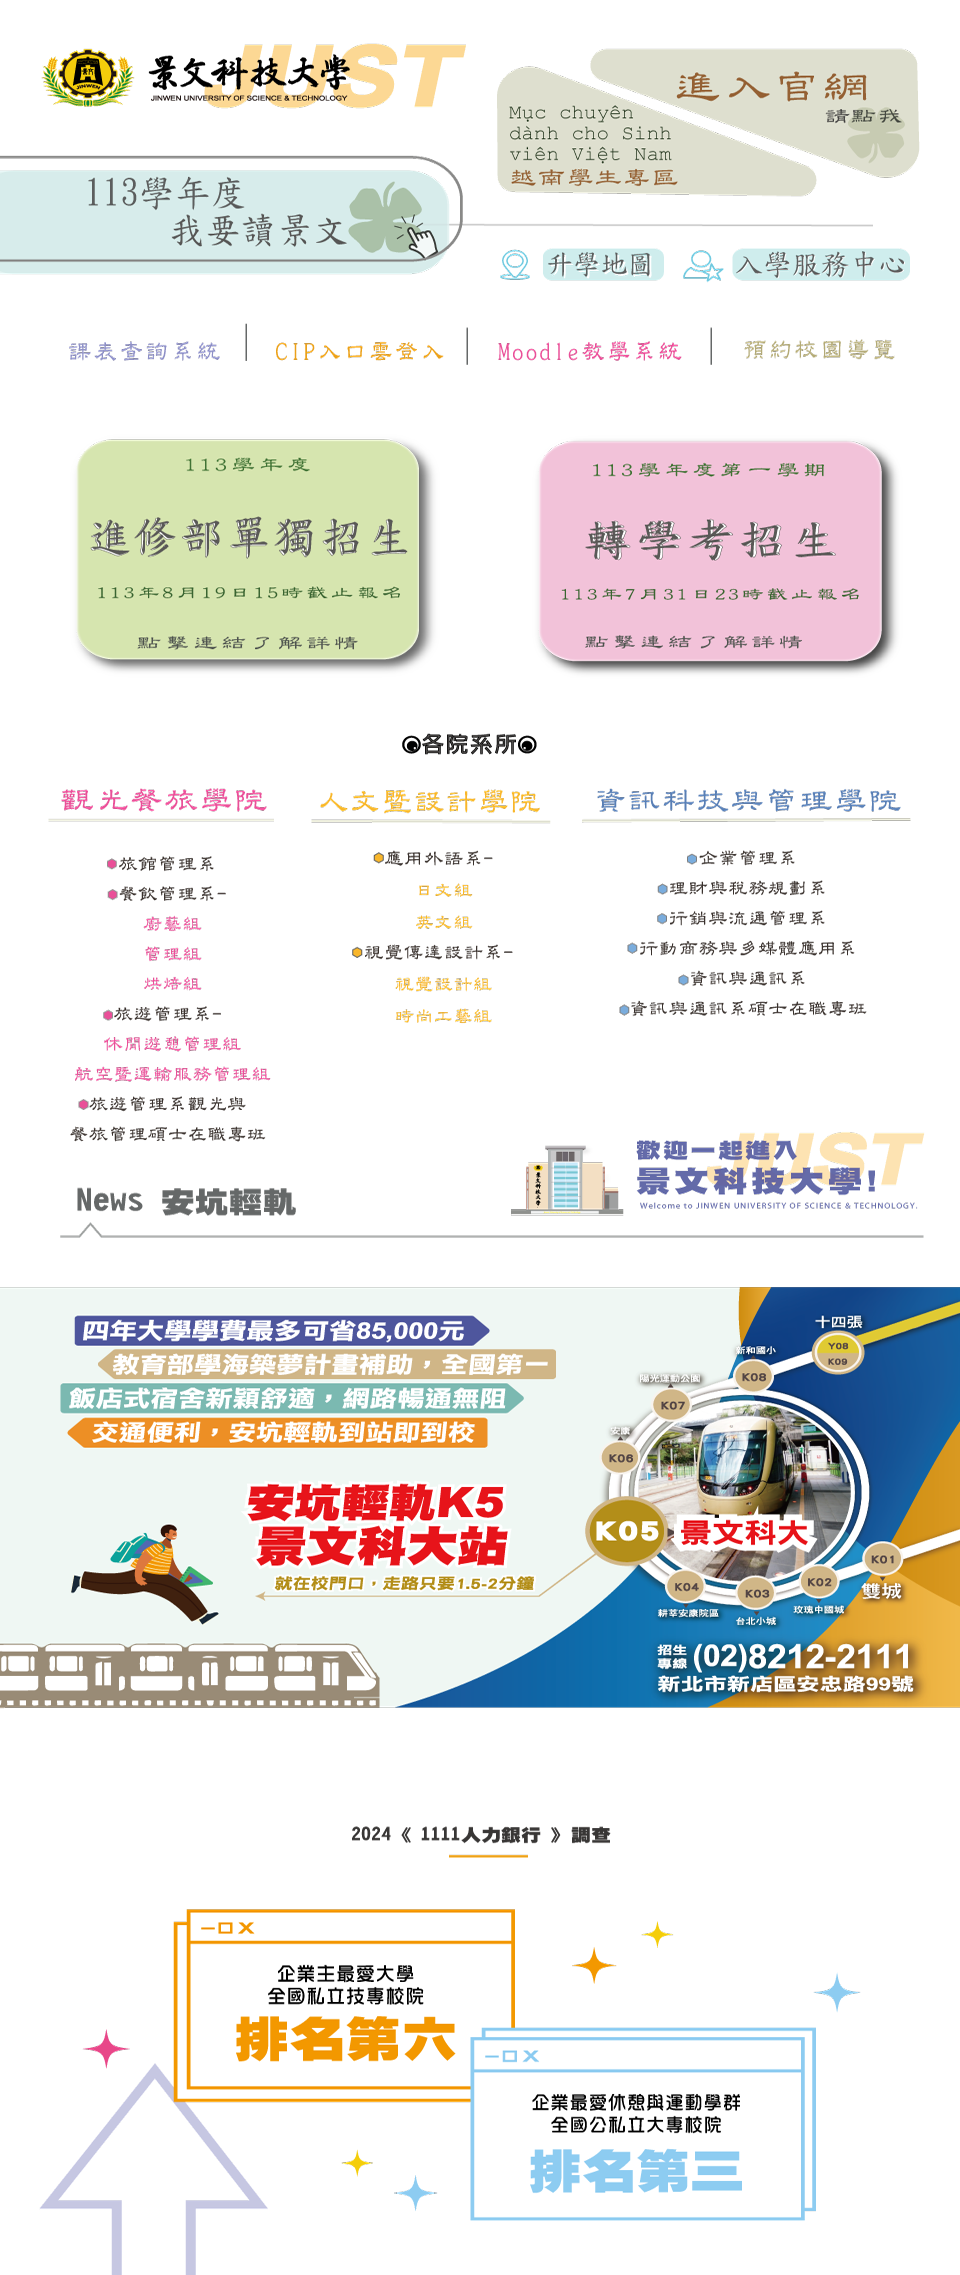 JUST
景文科技大學
JINWEN UNIVERSITY OF SCIENCE & TECHNOLOGY
JINWEN
進入官網
請點我
Mục chuyên
dành cho Sinh
viên Việt Nam
越南學生專區
113學年度
我要讀景文
升學地圖
入學服務中心
課表查詢系統
CIP入口雲登入
Moodle教學系統
預約校園導覽
113學年度
進修部單獨招生
113年8月19日15時截止報名
點擊連結了解詳情
113學年度第一學期
轉學考招生
113年7月31日23時截止報名
點擊連結了解詳情
各院系所
觀光餐旅學院
旅館管理系
餐飲管理系-
廚藝組
管理組
烘焙組
旅遊管理系-
休閒遊憩管理組
航空暨運輸服務管理組
旅遊管理系觀光與
餐旅管理碩士在職專班
人文暨設計學院
應用外語系-
日文組
英文組
視覺傳達設計系-
視覺設計組
時尚工藝組
資訊科技與管理學院
企業管理系
理財與稅務規劃系
行銷與流通管理系
行動商務與多媒體應用系
資訊與通訊系
資訊與通訊系碩士在職專班
News 安坑輕軌
景文科技大學
JUST
歡迎一起進入
景文科技大學!
Welcome to JINWEN UNIVERSITY OF SCIENCE & TECHNOLOGY.
四年大學學費最多可省85,000元
教育部學海築夢計畫補助，全國第一
飯店式宿舍新穎舒適，網路暢通無阻
交通便利，安坑輕軌到站即到校
安坑輕軌K5
景文科大站
就在校門口，走路只要1.5-2分鐘
十四張
Y08
K09
新和國小
K08
陽光運動公園
K07
安康
K06
K05
景文科大
K04
耕莘安康院區
K03
台北小城
K02
玫瑰中國城
K01
雙城
招生
專線
(02)8212-2111
新北市新店區安忠路99號
2024《 1111人力銀行 》調查
企業主最愛大學
全國私立技專校院
排名第六
企業最愛休憩與運動學群
全國公私立大專校院
排名第三